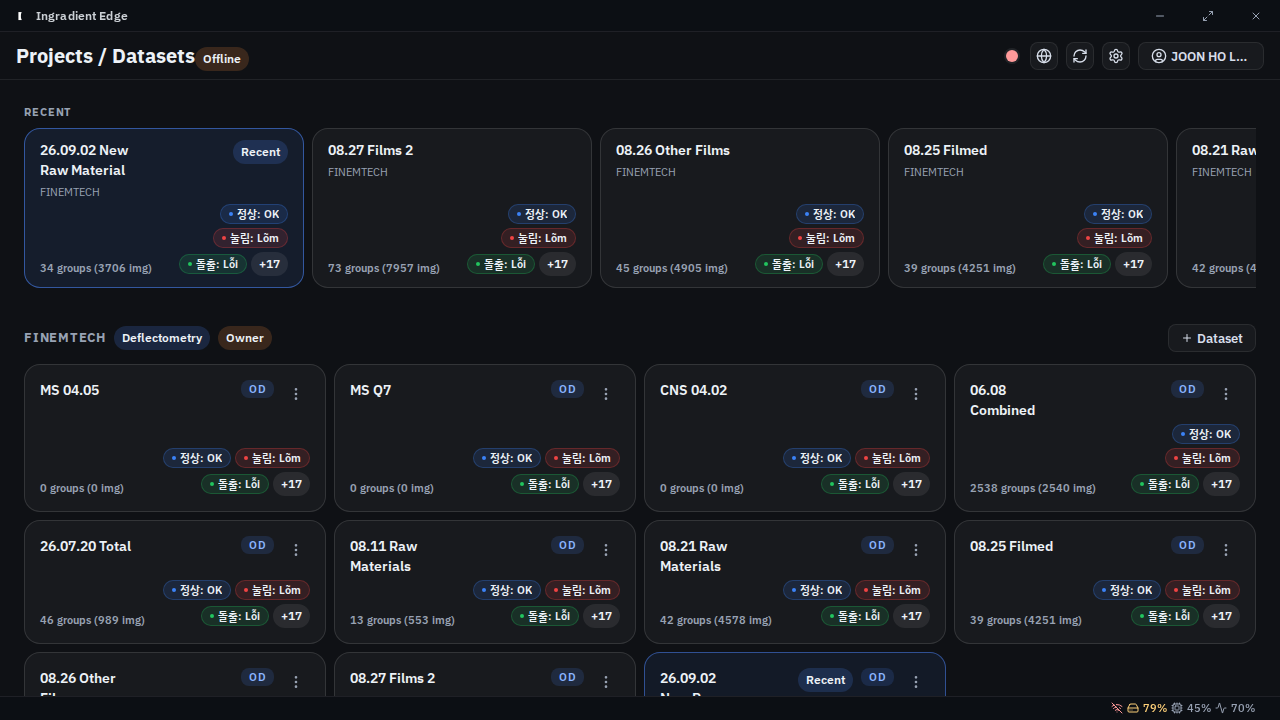 Ingradient Edge
Projects / Datasets
Offline
JOON HO L...
RECENT
26.09.02 New
Raw Material
Recent
FINEMTECH
정상: OK
눌림: Lõm
34 groups (3706 img)
돌출: Lồi
+17
08.27 Films 2
FINEMTECH
정상: OK
눌림: Lõm
73 groups (7957 img)
돌출: Lồi
+17
08.26 Other Films
FINEMTECH
정상: OK
눌림: Lõm
45 groups (4905 img)
돌출: Lồi
+17
08.25 Filmed
FINEMTECH
정상: OK
눌림: Lõm
39 groups (4251 img)
돌출: Lồi
+17
08.21 Raw
FINEMTECH
42 groups (4
FINEMTECH
Deflectometry
Owner
+ Dataset
MS 04.05
OD
정상: OK
눌림: Lõm
0 groups (0 img)
돌출: Lồi
+17
MS Q7
OD
정상: OK
눌림: Lõm
0 groups (0 img)
돌출: Lồi
+17
CNS 04.02
OD
정상: OK
눌림: Lõm
0 groups (0 img)
돌출: Lồi
+17
06.08
Combined
OD
정상: OK
눌림: Lõm
2538 groups (2540 img)
돌출: Lồi
+17
26.07.20 Total
OD
정상: OK
눌림: Lõm
46 groups (989 img)
돌출: Lồi
+17
08.11 Raw
Materials
OD
정상: OK
눌림: Lõm
13 groups (553 img)
돌출: Lồi
+17
08.21 Raw
Materials
OD
정상: OK
눌림: Lõm
42 groups (4578 img)
돌출: Lồi
+17
08.25 Filmed
OD
정상: OK
눌림: Lõm
39 groups (4251 img)
돌출: Lồi
+17
08.26 Other
OD
08.27 Films 2
OD
26.09.02
Recent
OD
79%
45%
70%